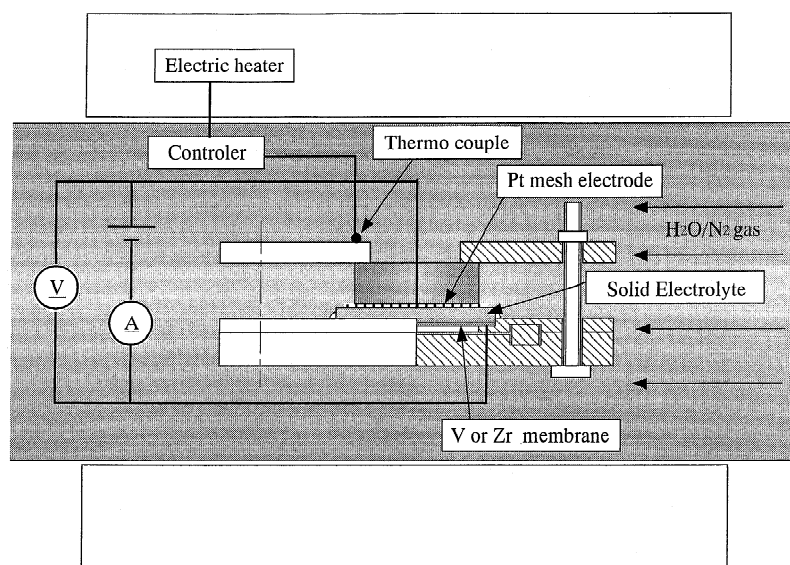 Electric heater
Controler
Thermo couple
Pt mesh electrode
H2O/N2 gas
V
Solid Electrolyte
A
V or Zr membrane